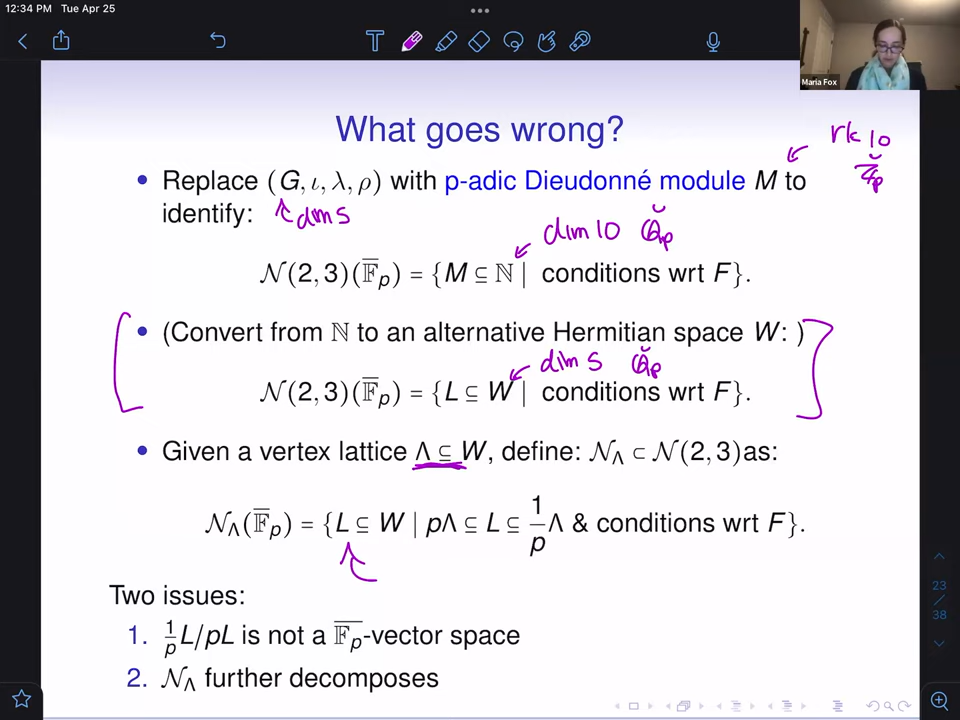 12:34 PM Tue Apr 25
Maria Fox
What goes wrong?
rk 10
Z̆p
• Replace (G, ι, λ, ρ) with p-adic Dieudonné module M to
identify:
dim 5
dim 10 Q̆p
N(2,3)(F̅p) = {M ⊆ ℕ | conditions wrt F}.
• (Convert from ℕ to an alternative Hermitian space W: )
dim 5 Q̆p
N(2,3)(F̅p) = {L ⊆ W | conditions wrt F}.
• Given a vertex lattice Λ ⊆ W, define: NΛ ⊂ N(2,3)as:
NΛ(F̅p) = {L ⊆ W | pΛ ⊆ L ⊆ 1/p Λ & conditions wrt F}.
Two issues:
1. 1/p L/pL is not a F̅p-vector space
2. NΛ further decomposes
23
/
38